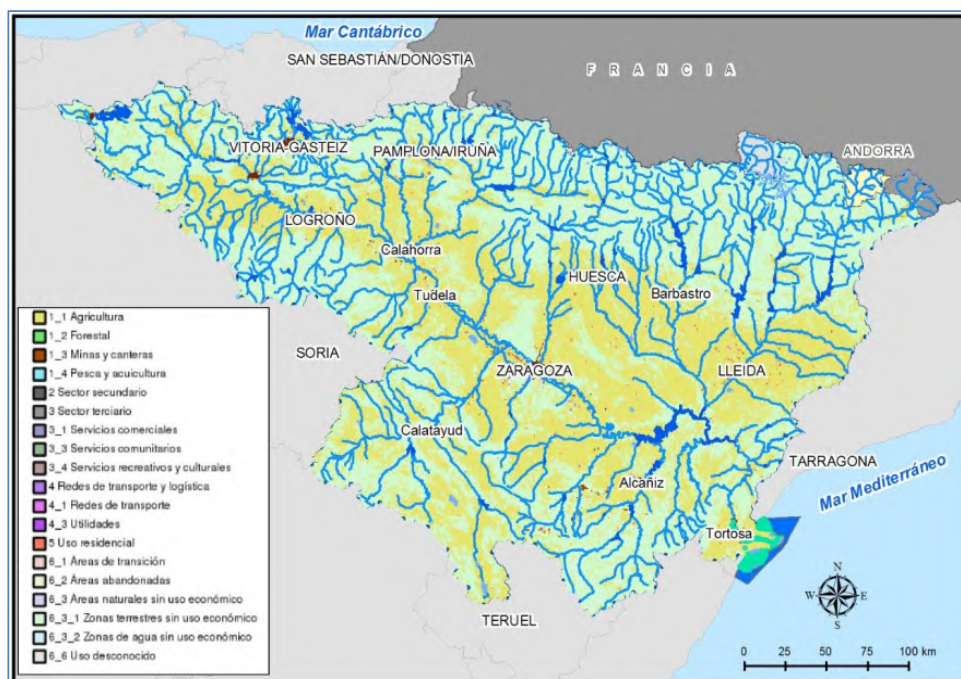 Mar Cantábrico
SAN SEBASTIÁN/DONOSTIA
FRANCIA
VITORIA-GASTEIZ
PAMPLONA/IRUÑA
ANDORRA
LOGROÑO
Calahorra
HUESCA
Tudela
Barbastro
SORIA
ZARAGOZA
LLEIDA
Calatayud
TARRAGONA
Alcañiz
Mar Mediterráneo
Tortosa
TERUEL
1_1 Agricultura
1_2 Forestal
1_3 Minas y canteras
1_4 Pesca y acuicultura
2 Sector secundario
3 Sector terciario
3_1 Servicios comerciales
3_3 Servicios comunitarios
3_4 Servicios recreativos y culturales
4 Redes de transporte y logística
4_1 Redes de transporte
4_3 Utilidades
5 Uso residencial
6_1 Áreas de transición
6_2 Áreas abandonadas
6_3 Áreas naturales sin uso económico
6_3_1 Zonas terrestres sin uso económico
6_3_2 Zonas de agua sin uso económico
6_6 Uso desconocido
N
W E
S
0 25 50 75 100 km